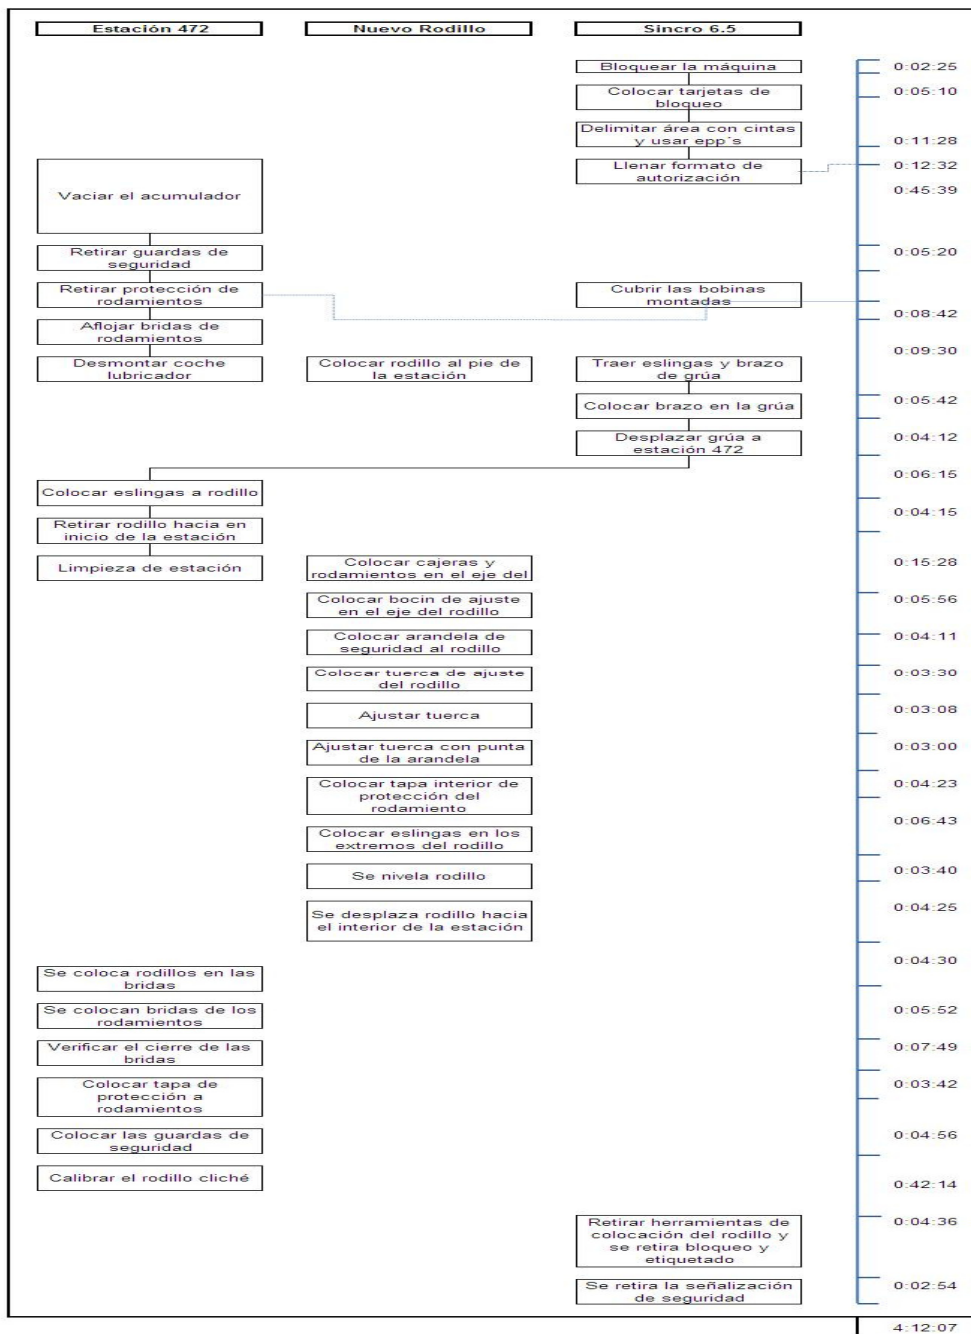 Estación 472
Nuevo Rodillo
Sincro 6.5
Bloquear la máquina
0:02:25
Colocar tarjetas de
bloqueo
0:05:10
Delimitar área con cintas
y usar epp´s
0:11:28
Llenar formato de
autorización
0:12:32
Vaciar el acumulador
0:45:39
Retirar guardas de
seguridad
0:05:20
Retirar protección de
rodamientos
Cubrir las bobinas
montadas
0:08:42
Aflojar bridas de
rodamientos
0:09:30
Desmontar coche
lubricador
Colocar rodillo al pie de
la estación
Traer eslingas y brazo
de grúa
0:05:42
Colocar brazo en la grúa
0:04:12
Desplazar grúa a
estación 472
0:06:15
Colocar eslingas a rodillo
0:04:15
Retirar rodillo hacia en
inicio de la estación
0:15:28
Limpieza de estación
Colocar cajeras y
rodamientos en el eje del
0:05:56
Colocar bocin de ajuste
en el eje del rodillo
0:04:11
Colocar arandela de
seguridad al rodillo
0:03:30
Colocar tuerca de ajuste
del rodillo
0:03:08
Ajustar tuerca
0:03:00
Ajustar tuerca con punta
de la arandela
0:04:23
Colocar tapa interior de
protección del
rodamiento
0:06:43
Colocar eslingas en los
extremos del rodillo
0:03:40
Se nivela rodillo
0:04:25
Se desplaza rodillo hacia
el interior de la estación
0:04:30
Se coloca rodillos en las
bridas
0:05:52
Se colocan bridas de los
rodamientos
0:07:49
Verificar el cierre de las
bridas
0:03:42
Colocar tapa de
protección a
rodamientos
0:04:56
Colocar las guardas de
seguridad
0:42:14
Calibrar el rodillo cliché
0:04:36
Retirar herramientas de
colocación del rodillo y
se retira bloqueo y
etiquetado
0:02:54
Se retira la señalización
de seguridad
4:12:07